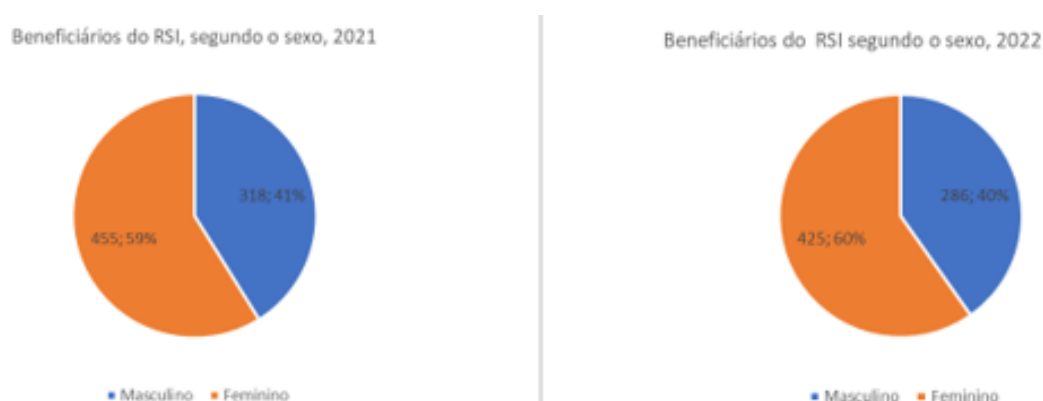 Beneficiários do RSI, segundo o sexo, 2021
318; 41%
455; 59%
Masculino Feminino
Beneficiários do RSI segundo o sexo, 2022
286; 40%
425; 60%
Masculino Feminino